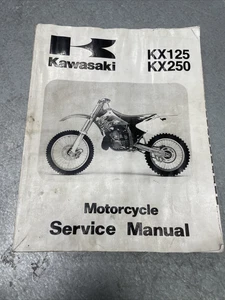 Kawasaki
KX125
KX250
Motorcycle
Service Manual